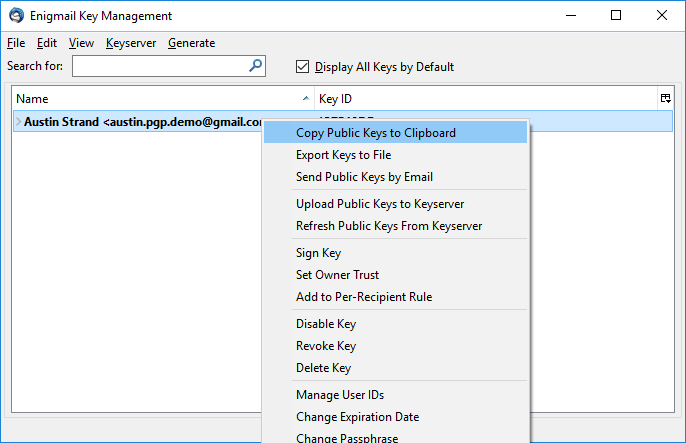 Enigmail Key Management
File Edit View Keyserver Generate
Search for:
Display All Keys by Default
Name Key ID
Austin Strand <austin.pgp.demo@gmail.co
Copy Public Keys to Clipboard
Export Keys to File
Send Public Keys by Email
Upload Public Keys to Keyserver
Refresh Public Keys From Keyserver
Sign Key
Set Owner Trust
Add to Per-Recipient Rule
Disable Key
Revoke Key
Delete Key
Manage User IDs
Change Expiration Date
Change Passphrase